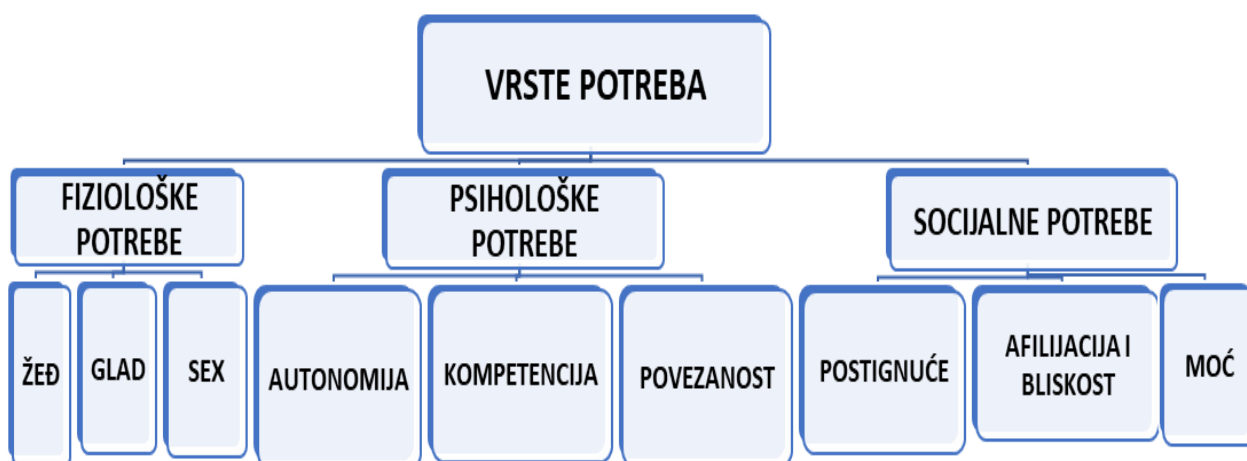 VRSTE POTREBA
FIZIOLOŠKE
POTREBE
PSIHOLOŠKE
POTREBE
SOCIJALNE POTREBE
ŽEĐ
GLAD
SEX
AUTONOMIJA
KOMPETENCIJA
POVEZANOST
POSTIGNUĆE
AFILIJACIJA I
BLISKOST
MOĆ